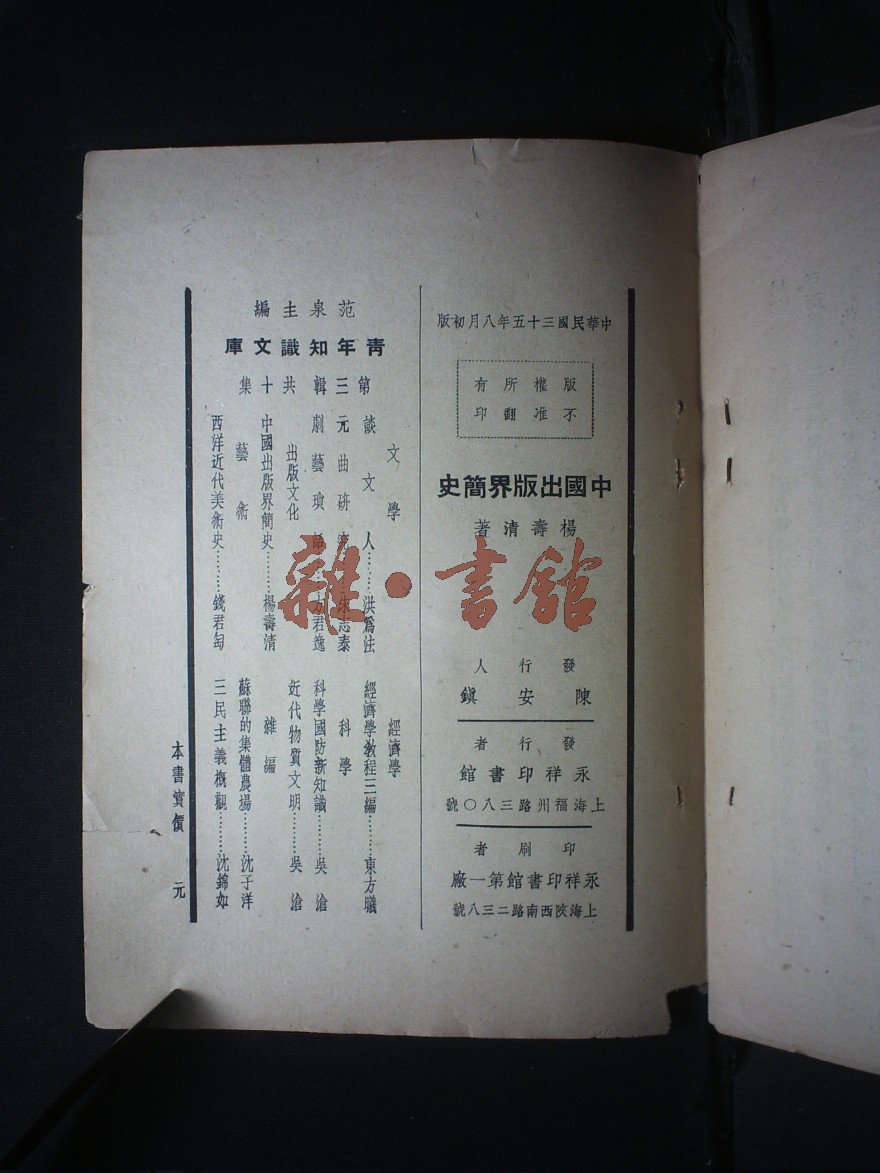 中華民國三十五年八月初版
版權所有
不准翻印
中國出版界簡史
楊壽清著
發行人
陳安鎮
發行者
永祥印書館
上海福州路三八〇號
印刷者
永祥印書館第一廠
上海陝西南路二三八號
范泉主編
青年知識文庫
第三輯共十集
文學
談文人………洪爲法
元曲研究……朱志泰
劇藝瑣話……方君逸
出版文化
中國出版界簡史………楊壽清
藝術
西洋近代美術史………錢君匋
經濟學
經濟學教程三編………東方曦
科學
科學國防新知識………吳滄
近代物質文明………吳滄
雜編
蘇聯的集體農場………沈子洋
三民主義概觀………沈錦如
本書實價 元
雜·書館